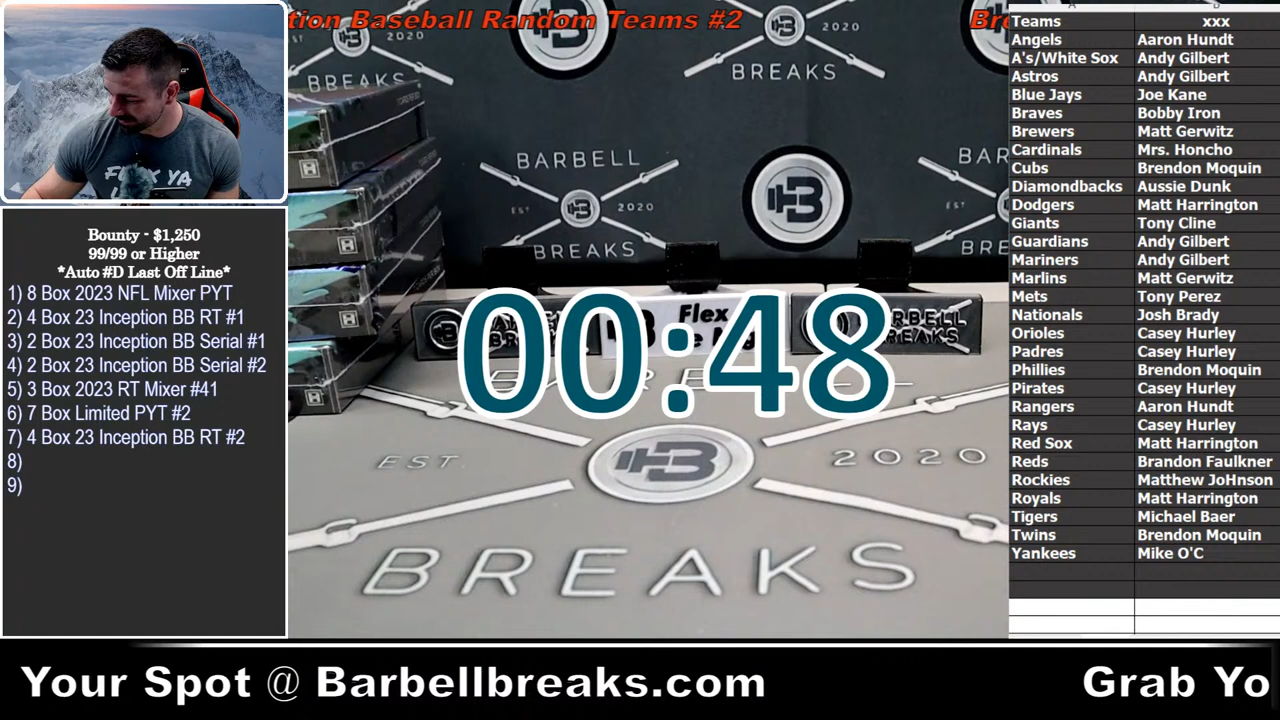 tion Baseball Random Teams #2
Bre
BREAKS
2020
BARBELL
EST 2020
BREAKS
Flex
BARBELL
BREAKS
00:48
EST 2020
BREAKS
FLEX YA
Bounty - $1,250
99/99 or Higher
*Auto #D Last Off Line*
1) 8 Box 2023 NFL Mixer PYT
2) 4 Box 23 Inception BB RT #1
3) 2 Box 23 Inception BB Serial #1
4) 2 Box 23 Inception BB Serial #2
5) 3 Box 2023 RT Mixer #41
6) 7 Box Limited PYT #2
7) 4 Box 23 Inception BB RT #2
8)
9)
Teams xxx
Angels Aaron Hundt
A's/White Sox Andy Gilbert
Astros Andy Gilbert
Blue Jays Joe Kane
Braves Bobby Iron
Brewers Matt Gerwitz
Cardinals Mrs. Honcho
Cubs Brendon Moquin
Diamondbacks Aussie Dunk
Dodgers Matt Harrington
Giants Tony Cline
Guardians Andy Gilbert
Mariners Andy Gilbert
Marlins Matt Gerwitz
Mets Tony Perez
Nationals Josh Brady
Orioles Casey Hurley
Padres Casey Hurley
Phillies Brendon Moquin
Pirates Casey Hurley
Rangers Aaron Hundt
Rays Casey Hurley
Red Sox Matt Harrington
Reds Brandon Faulkner
Rockies Matthew JoHnson
Royals Matt Harrington
Tigers Michael Baer
Twins Brendon Moquin
Yankees Mike O'C
Your Spot @ Barbellbreaks.com
Grab Yo